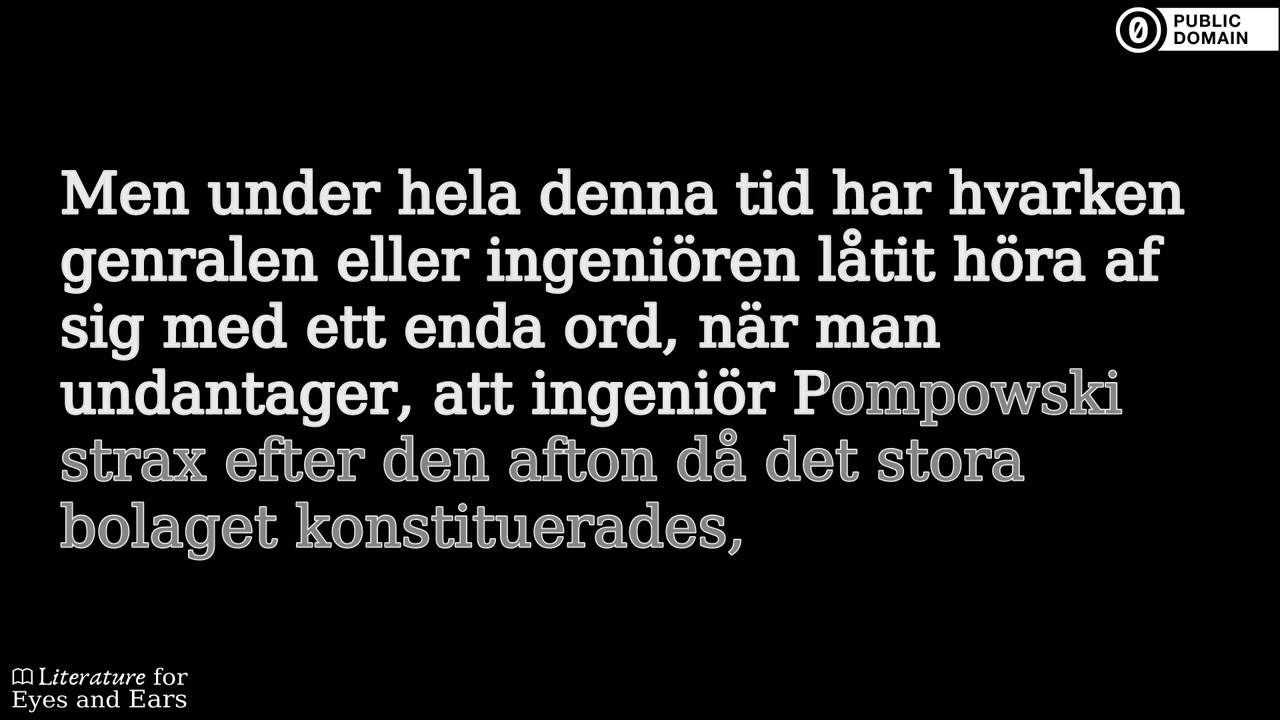 PUBLIC
DOMAIN
Men under hela denna tid har hvarken
genralen eller ingeniören låtit höra af
sig med ett enda ord, när man
undantager, att ingeniör Pompowski
strax efter den afton då det stora
bolaget konstituerades,
Literature for
Eyes and Ears